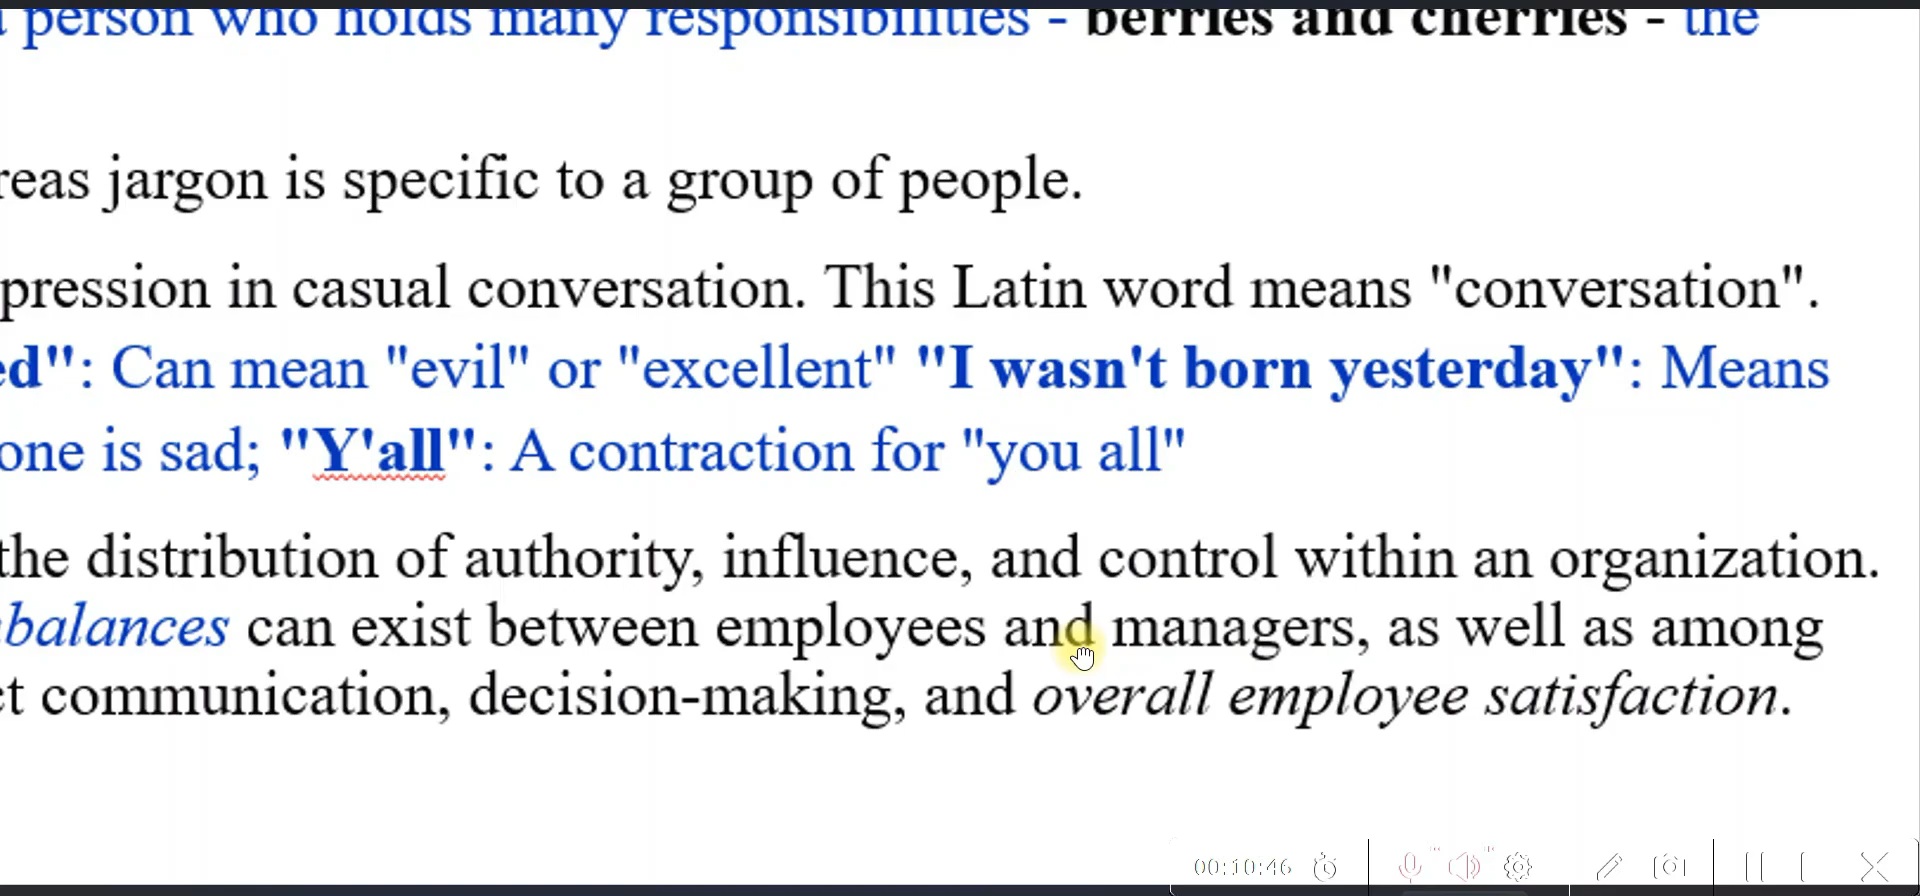 person who holds many responsibilities - berries and cherries - the
reas jargon is specific to a group of people.
pression in casual conversation. This Latin word means "conversation".
ed": Can mean "evil" or "excellent" "I wasn't born yesterday": Means
one is sad; "Y'all": A contraction for "you all"
the distribution of authority, influence, and control within an organization.
balances can exist between employees and managers, as well as among
ct communication, decision-making, and overall employee satisfaction.
00:10:46